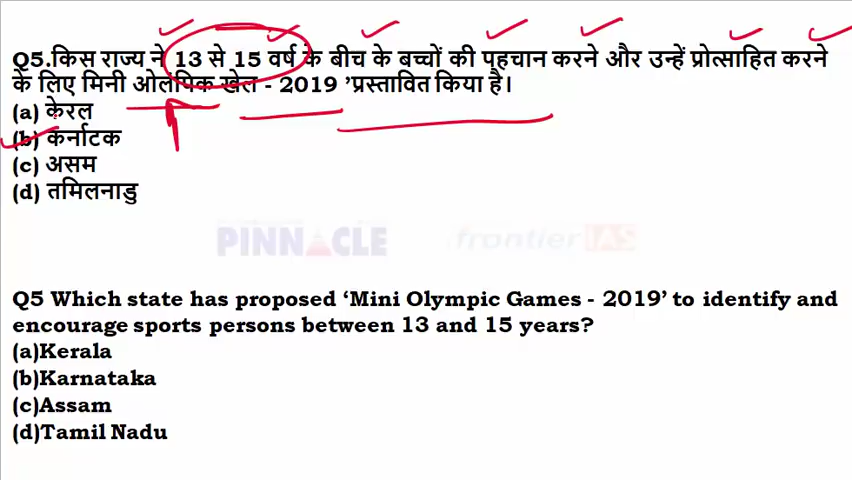 Q5.किस राज्य ने 13 से 15 वर्ष के बीच के बच्चों की पहचान करने और उन्हें प्रोत्साहित करने
के लिए मिनी ओलंपिक खेल - 2019 'प्रस्तावित किया है।
(a) केरल
(b) कर्नाटक
(c) असम
(d) तमिलनाडु
PINNACLE frontier IAS
Q5 Which state has proposed ‘Mini Olympic Games - 2019’ to identify and
encourage sports persons between 13 and 15 years?
(a)Kerala
(b)Karnataka
(c)Assam
(d)Tamil Nadu